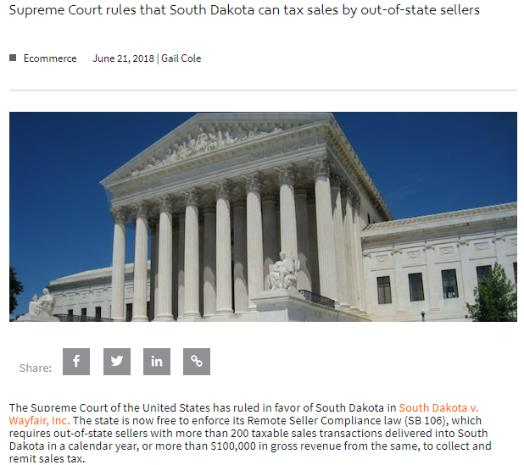 Supreme Court rules that South Dakota can tax sales by out-of-state sellers
Ecommerce June 21, 2018 | Gail Cole
Share:
The Supreme Court of the United States has ruled in favor of South Dakota in South Dakota v.
Wayfair, Inc. The state is now free to enforce its Remote Seller Compliance law (SB 106), which
requires out-of-state sellers with more than 200 taxable sales transactions delivered into South
Dakota in a calendar year, or more than $100,000 in gross revenue from the same, to collect and
remit sales tax.